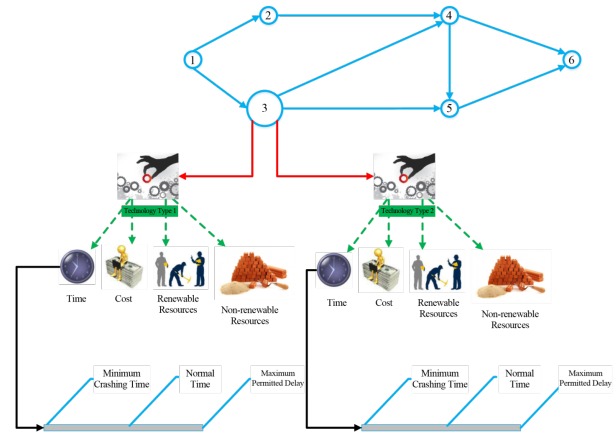 2
4
1
6
3
5
Technology Type 1
Technology Type 2
Time
Cost
Renewable
Resources
Non-renewable
Resources
Time
Cost
Renewable
Resources
Non-renewable
Resources
Minimum
Crashing Time
Normal
Time
Maximum
Permitted Delay
Minimum
Crashing Time
Normal
Time
Maximum
Permitted Delay